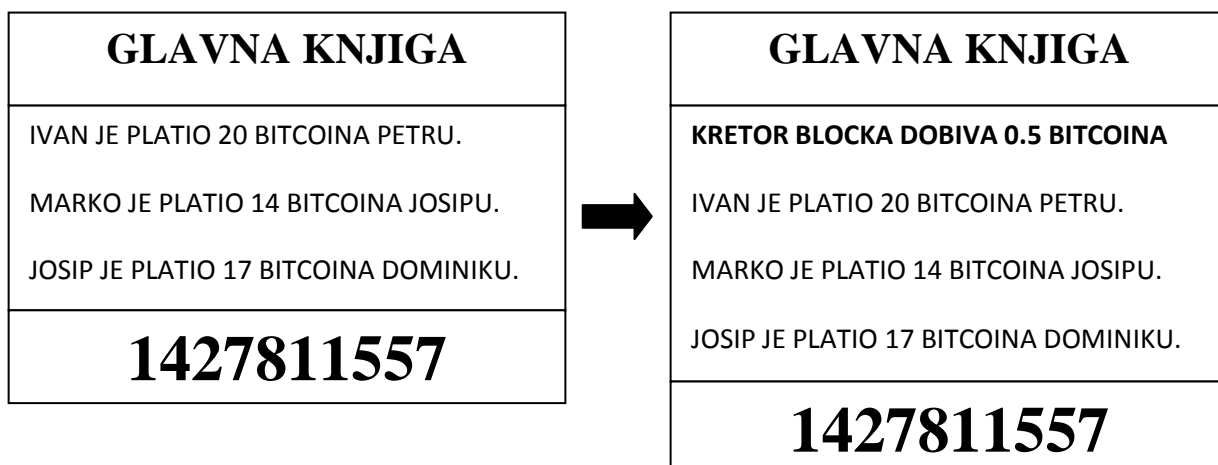 GLAVNA KNJIGA
IVAN JE PLATIO 20 BITCOINA PETRU.
MARKO JE PLATIO 14 BITCOINA JOSIPU.
JOSIP JE PLATIO 17 BITCOINA DOMINIKU.
1427811557
GLAVNA KNJIGA
KRETOR BLOCKA DOBIVA 0.5 BITCOINA
IVAN JE PLATIO 20 BITCOINA PETRU.
MARKO JE PLATIO 14 BITCOINA JOSIPU.
JOSIP JE PLATIO 17 BITCOINA DOMINIKU.
1427811557